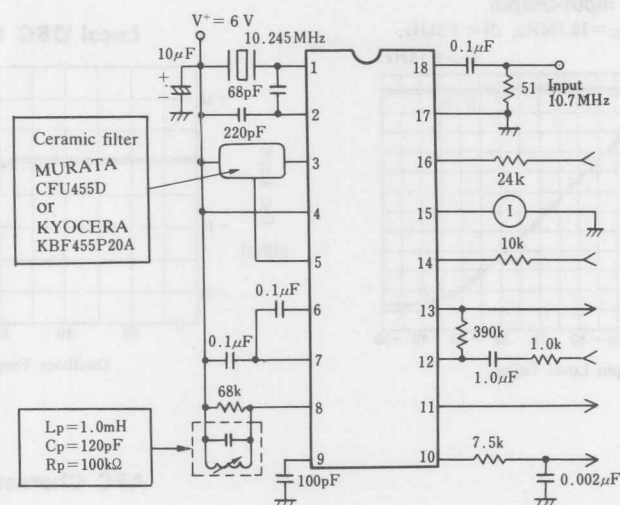 V⁺= 6 V
10μF
+
−
10.245 MHz
68pF
220pF
Ceramic filter
MURATA
CFU455D
or
KYOCERA
KBF455P20A
0.1μF
0.1μF
68k
Lp=1.0mH
Cp=120pF
Rp=100kΩ
100pF
1
2
3
4
5
6
7
8
9
18
17
16
15
14
13
12
11
10
0.1μF
51
Input
10.7MHz
24k
I
10k
390k
1.0k
1.0μF
7.5k
0.002μF